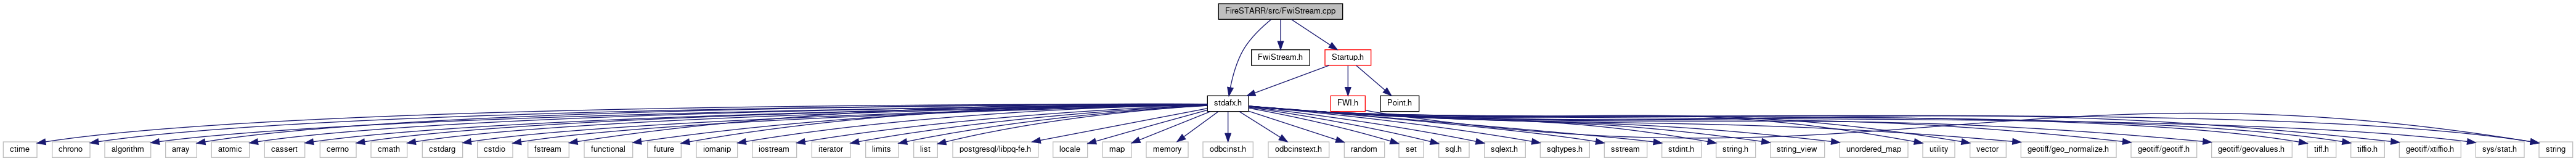 FireSTARR/src/FwiStream.cpp
FwiStream.h
Startup.h
stdafx.h
FWI.h
Point.h
ctime
chrono
algorithm
array
atomic
cassert
cerrno
cmath
cstdarg
cstdio
fstream
functional
future
iomanip
iostream
iterator
limits
list
postgresql/libpq-fe.h
locale
map
memory
odbcinst.h
odbcinstext.h
random
set
sql.h
sqlext.h
sqltypes.h
sstream
stdint.h
string.h
string_view
unordered_map
utility
vector
geotiff/geo_normalize.h
geotiff/geotiff.h
geotiff/geovalues.h
tiff.h
tiffio.h
geotiff/xtiffio.h
sys/stat.h
string